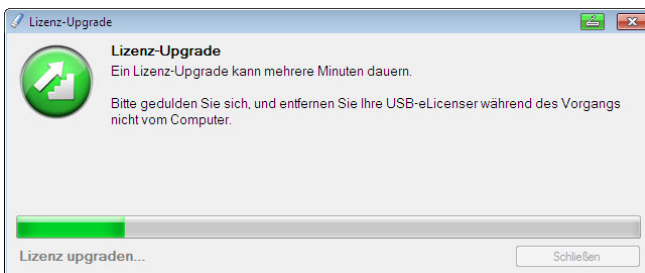 Lizenz-Upgrade
Lizenz-Upgrade
Ein Lizenz-Upgrade kann mehrere Minuten dauern.
Bitte gedulden Sie sich, und entfernen Sie Ihre USB-eLicenser während des Vorgangs
nicht vom Computer.
Lizenz upgraden...
Schließen